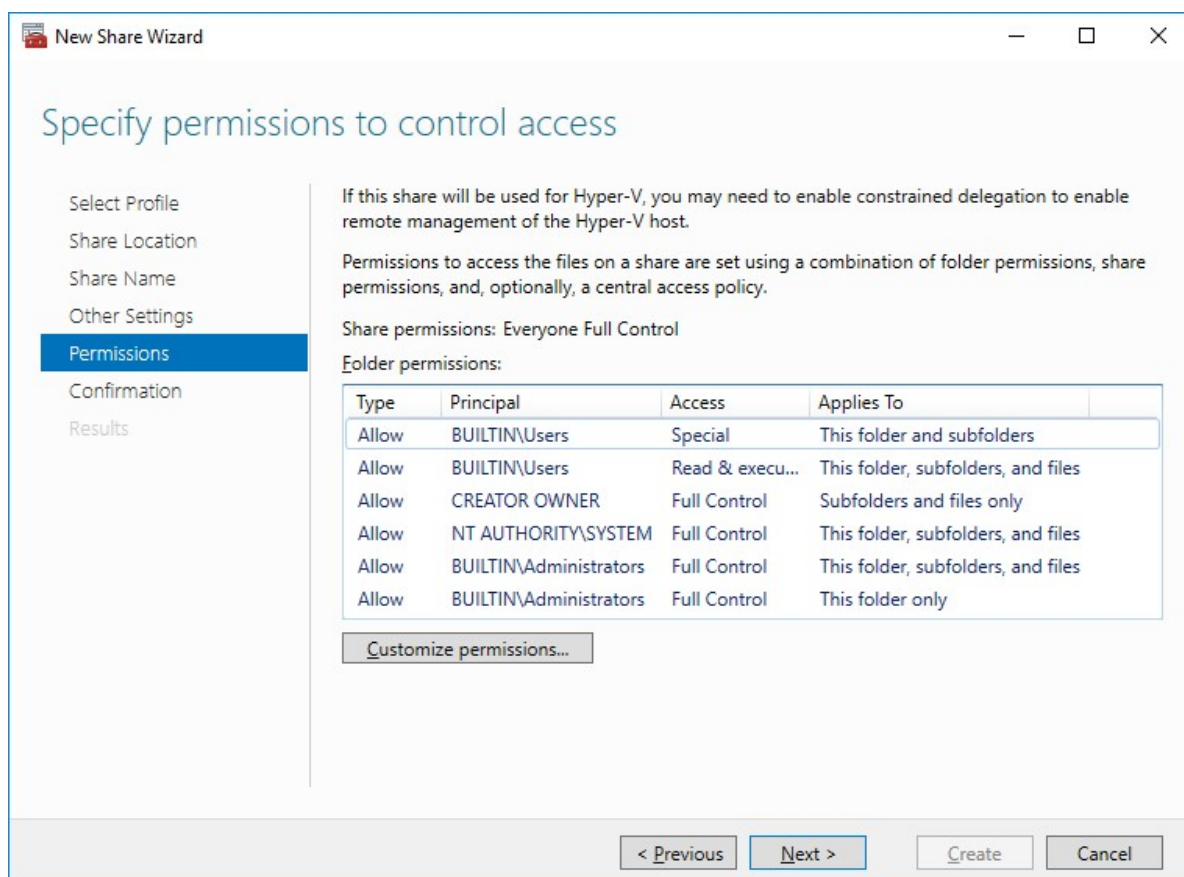 New Share Wizard
Specify permissions to control access
Select Profile
Share Location
Share Name
Other Settings
Permissions
Confirmation
Results
If this share will be used for Hyper-V, you may need to enable constrained delegation to enable
remote management of the Hyper-V host.
Permissions to access the files on a share are set using a combination of folder permissions, share
permissions, and, optionally, a central access policy.
Share permissions: Everyone Full Control
Folder permissions:
Type Principal Access Applies To
Allow BUILTIN\Users Special This folder and subfolders
Allow BUILTIN\Users Read & execu... This folder, subfolders, and files
Allow CREATOR OWNER Full Control Subfolders and files only
Allow NT AUTHORITY\SYSTEM Full Control This folder, subfolders, and files
Allow BUILTIN\Administrators Full Control This folder, subfolders, and files
Allow BUILTIN\Administrators Full Control This folder only
Customize permissions...
< Previous Next > Create Cancel